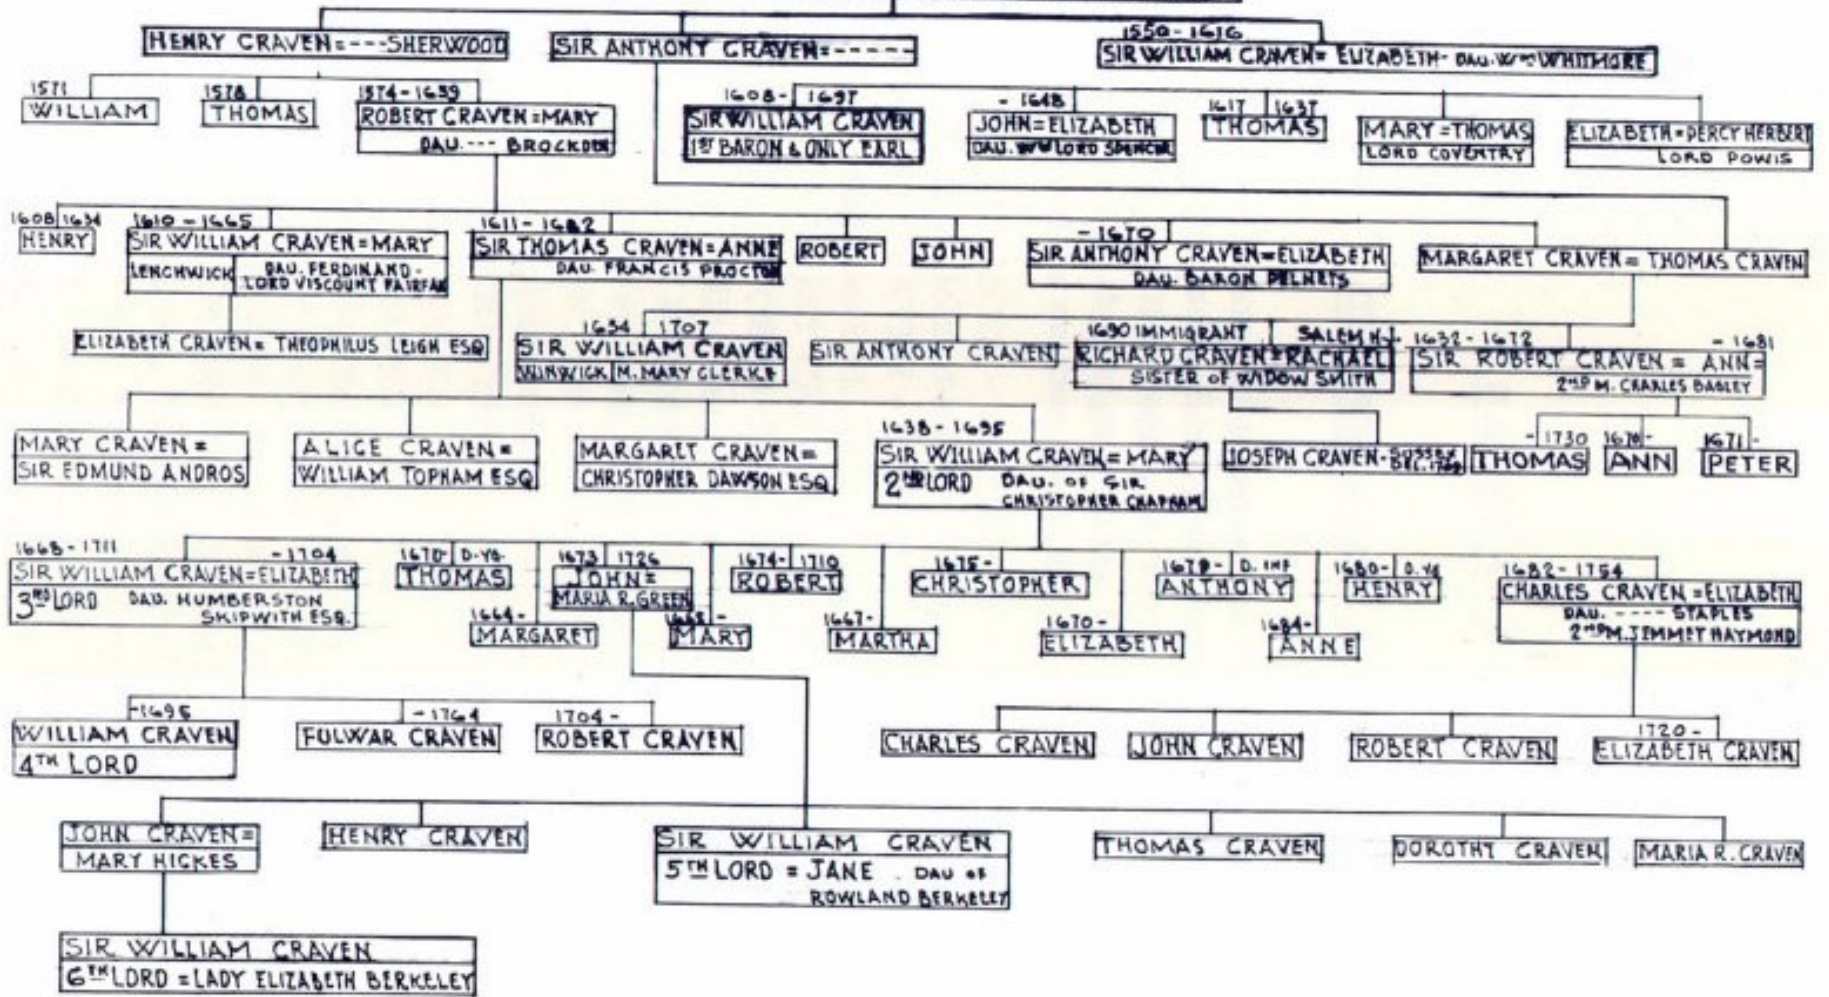 HENRY CRAVEN = --- SHERWOOD
SIR ANTHONY CRAVEN = -----
1550 - 1616
SIR WILLIAM CRAVEN = ELIZABETH - DAU. Wm WHITMORE
1571
WILLIAM
1578
THOMAS
1574 - 1659
ROBERT CRAVEN = MARY
DAU. --- BROCKDEN
1608 - 1697
SIR WILLIAM CRAVEN
1ST BARON & ONLY EARL
- 1648
JOHN = ELIZABETH
DAU. LORD SPENCER
1617 1637
THOMAS
MARY = THOMAS
LORD COVENTRY
ELIZABETH = PERCY HERBERT
LORD POWIS
1608 1634
HENRY
1610 - 1665
SIR WILLIAM CRAVEN = MARY
LENCHWICK
DAU. FERDINAND -
LORD VISCOUNT FAIRFAX
1611 - 1682
SIR THOMAS CRAVEN = ANNE
DAU. FRANCIS PROCTOR
ROBERT
JOHN
- 1670
SIR ANTHONY CRAVEN = ELIZABETH
DAU. BARON PELNETS
MARGARET CRAVEN = THOMAS CRAVEN
ELIZABETH CRAVEN = THEOPHILUS LEIGH ESQ
1634 1707
SIR WILLIAM CRAVEN
WINWICK M. MARY CLERKE
SIR ANTHONY CRAVEN
1690 IMMIGRANT SALEM N.J.
RICHARD CRAVEN = RACHAEL
SISTER OF WIDOW SMITH
1632 - 1672 - 1681
SIR ROBERT CRAVEN = ANN =
2ND M. CHARLES BAGLEY
MARY CRAVEN =
SIR EDMUND ANDROS
ALICE CRAVEN =
WILLIAM TOPHAM ESQ
MARGARET CRAVEN =
CHRISTOPHER DAWSON ESQ
1638 - 1695
SIR WILLIAM CRAVEN = MARY
2ND LORD DAU. OF SIR
CHRISTOPHER CHAPHAM
JOSEPH CRAVEN - SUSSEX
DEL.
- 1730
THOMAS
1670 -
ANN
1671 -
PETER
1668 - 1711 - 1704
SIR WILLIAM CRAVEN = ELIZABETH
3RD LORD DAU. HUMBERSTON
SKIPWITH ESQ.
1670 - D. YG.
THOMAS
1673 1726
JOHN =
MARIA R. GREEN
1674 - 1710
ROBERT
1675 -
CHRISTOPHER
1679 - D. INF
ANTHONY
1680 - D. YG
HENRY
1682 - 1754
CHARLES CRAVEN = ELIZABETH
DAU. ---- STAPLES
2ND M. JEMMET RAYMOND
1664 -
MARGARET
MARY
1667 -
MARTHA
1670 -
ELIZABETH
1684 -
ANNE
- 1695
WILLIAM CRAVEN
4TH LORD
- 1764
FULWAR CRAVEN
1704 -
ROBERT CRAVEN
CHARLES CRAVEN
JOHN CRAVEN
ROBERT CRAVEN
1720 -
ELIZABETH CRAVEN
JOHN CRAVEN =
MARY HICKES
HENRY CRAVEN
SIR WILLIAM CRAVEN
5TH LORD = JANE. DAU OF
ROWLAND BERKELEY
THOMAS CRAVEN
DOROTHY CRAVEN
MARIA R. CRAVEN
SIR WILLIAM CRAVEN
6TH LORD = LADY ELIZABETH BERKELEY